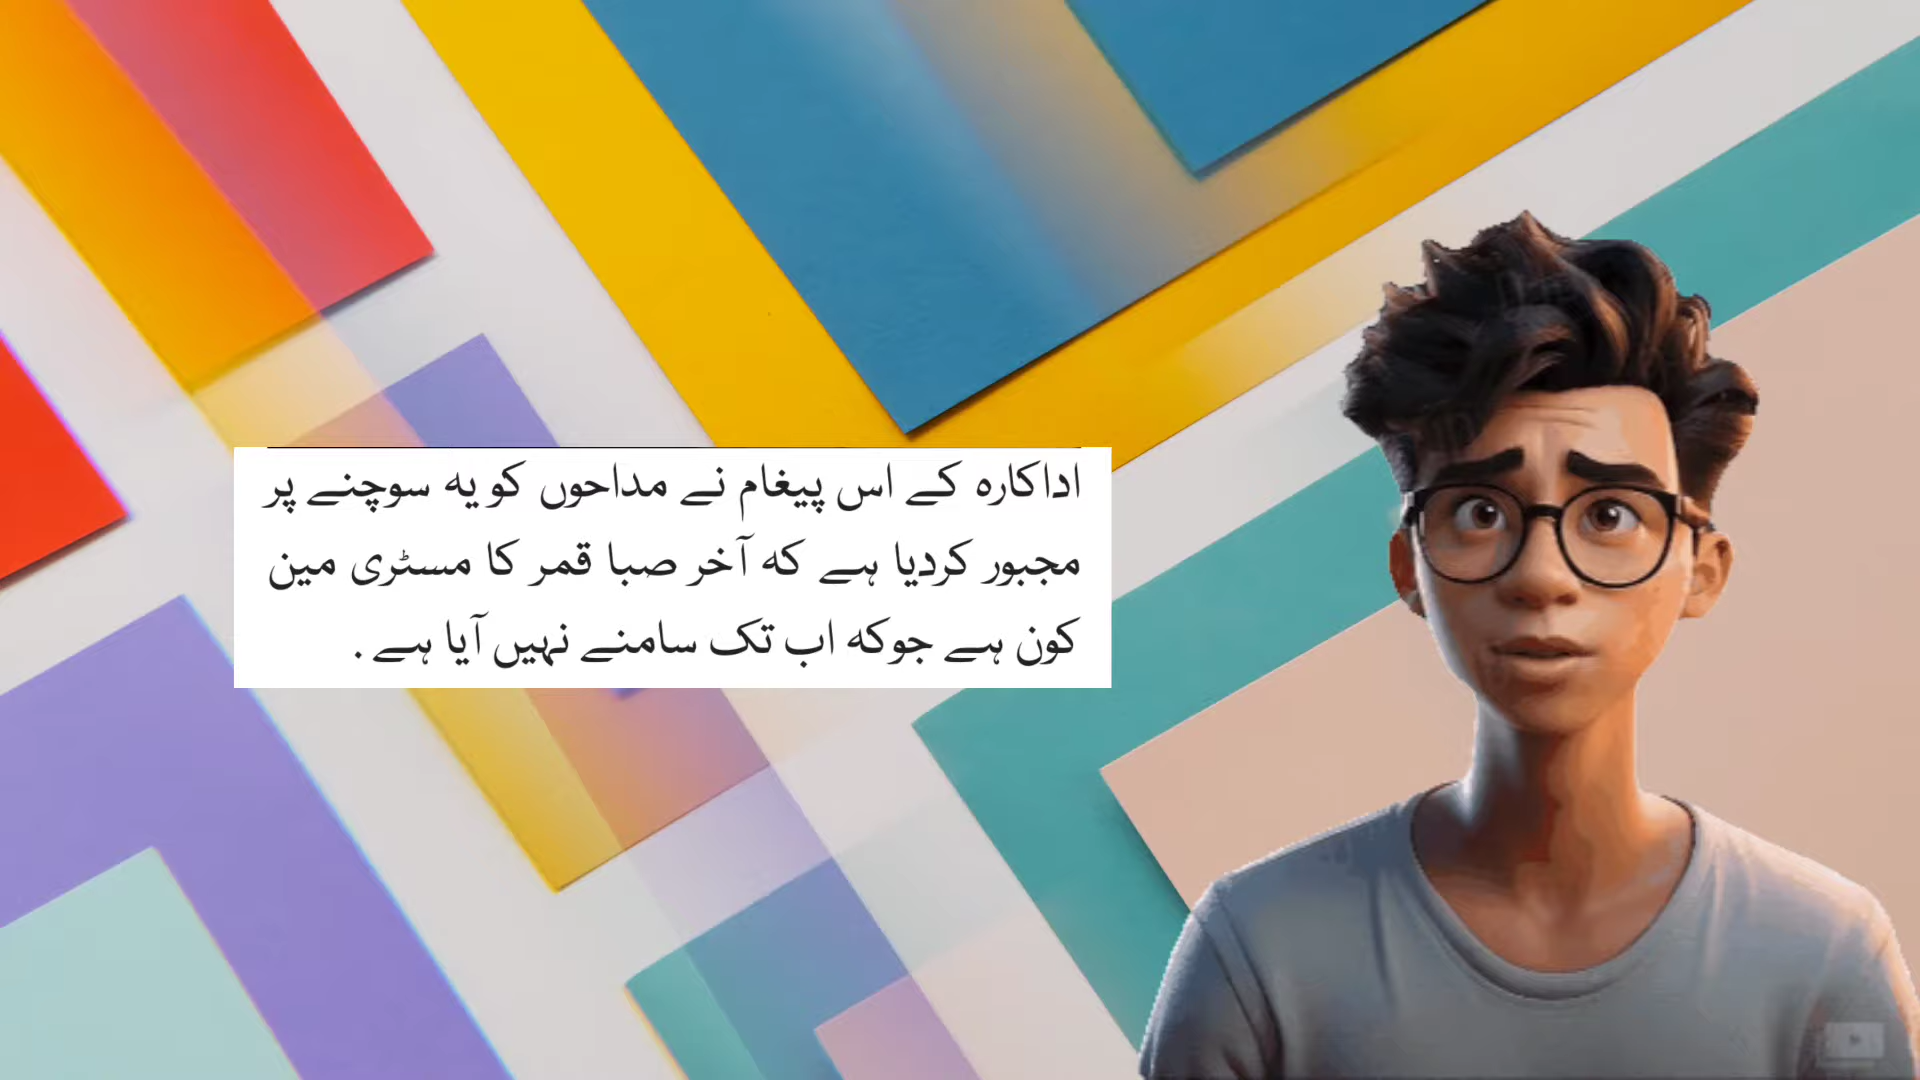 اداکارہ کے اس پیغام نے مداحوں کو یہ سوچنے پر
مجبور کردیا ہے کہ آخر صبا قمر کا مسٹری مین
کون ہے جوکہ اب تک سامنے نہیں آیا ہے .